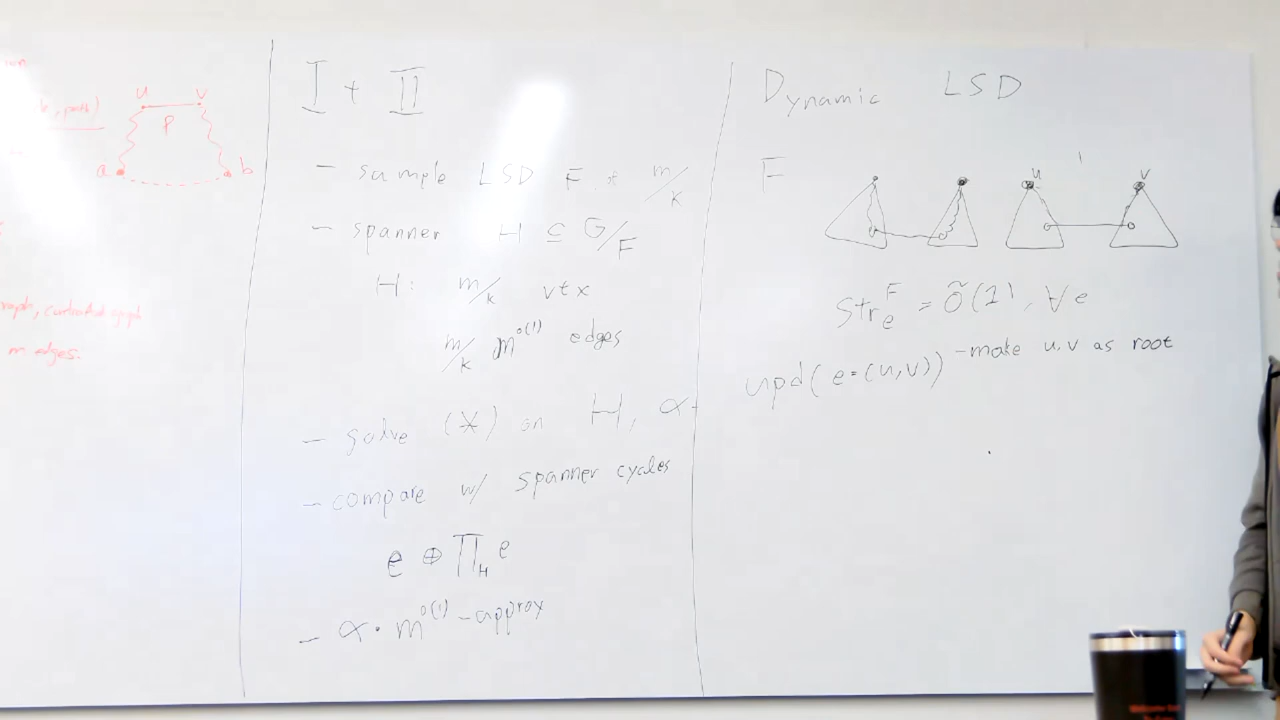 k, path)
u v
P
a b
m edges.
I + II
- sample LSD F of m/k
- spanner H ⊆ G/F
H: m/k vtx
m/k m^{o(1)} edges
- solve (*) on H, α
- compare w/ spanner cycles
e ⊕ Π_H e
- α · m^{o(1)} - approx
Dynamic LSD
F
u v
Str_e^F = Õ(1), ∀e
upd(e=(u,v)) - make u,v as root